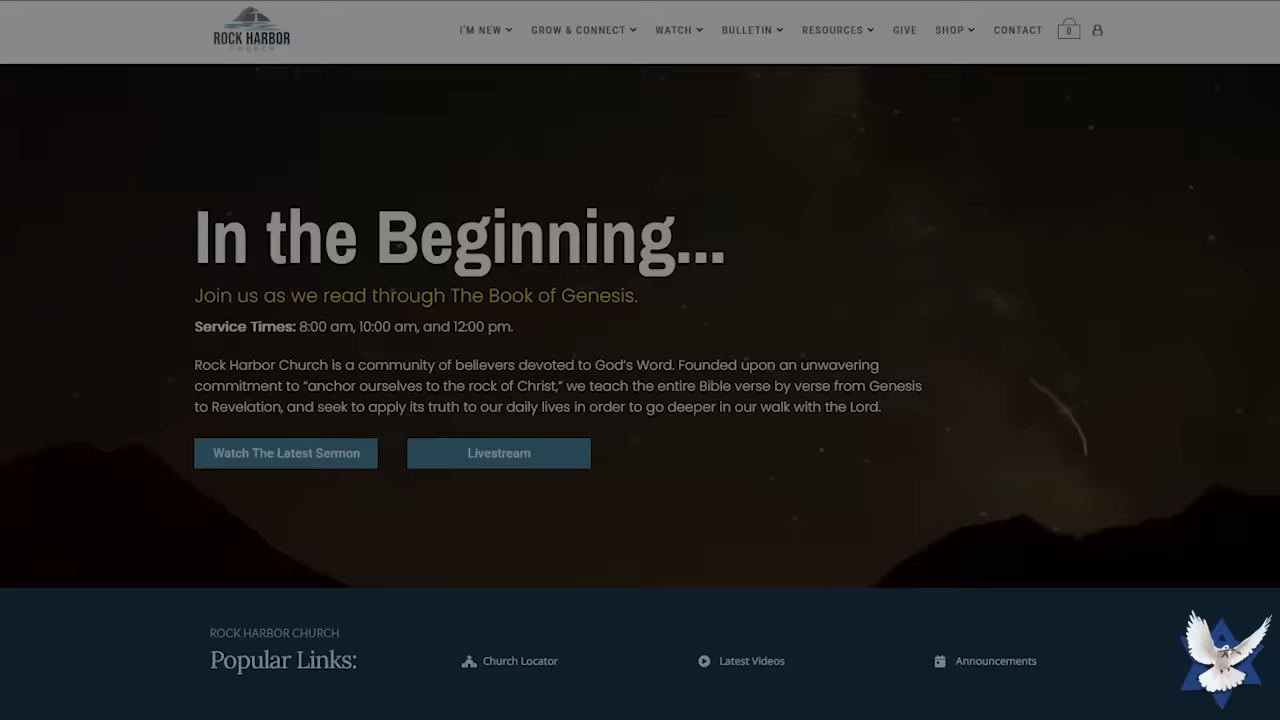 ROCK HARBOR
CHURCH
I'M NEW
GROW & CONNECT
WATCH
BULLETIN
RESOURCES
GIVE
SHOP
CONTACT
0
In the Beginning...
Join us as we read through The Book of Genesis.
Service Times: 8:00 am, 10:00 am, and 12:00 pm.
Rock Harbor Church is a community of believers devoted to God's Word. Founded upon an unwavering
commitment to “anchor ourselves to the rock of Christ,” we teach the entire Bible verse by verse from Genesis
to Revelation, and seek to apply its truth to our daily lives in order to go deeper in our walk with the Lord.
Watch The Latest Sermon
Livestream
ROCK HARBOR CHURCH
Popular Links:
Church Locator
Latest Videos
Announcements